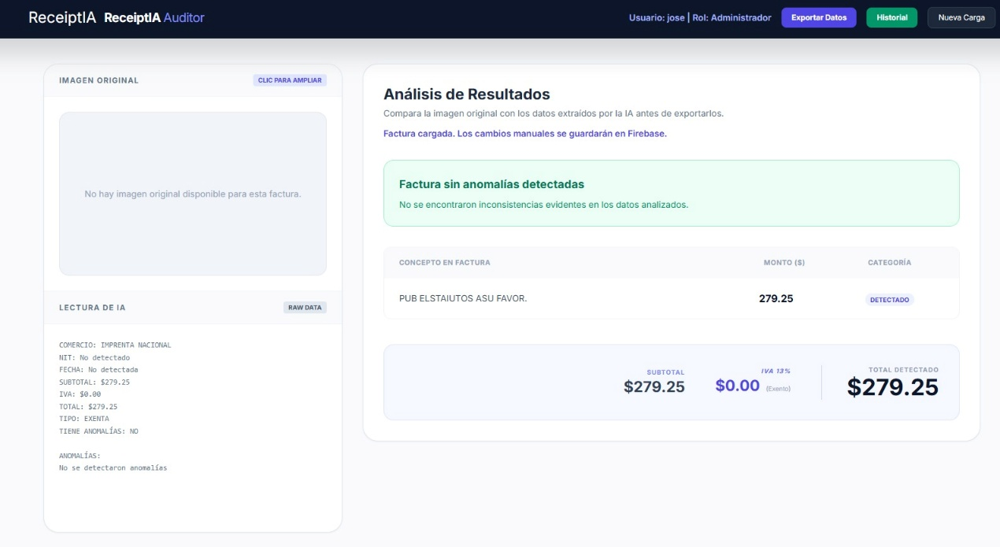 ReceiptIA ReceiptIA Auditor
Usuario: jose | Rol: Administrador
Exportar Datos
Historial
Nueva Carga
IMAGEN ORIGINAL
CLIC PARA AMPLIAR
No hay imagen original disponible para esta factura.
LECTURA DE IA
RAW DATA
COMERCIO: IMPRENTA NACIONAL
NIT: No detectado
FECHA: No detectada
SUBTOTAL: $279.25
IVA: $0.00
TOTAL: $279.25
TIPO: EXENTA
TIENE ANOMALÍAS: NO
ANOMALÍAS:
No se detectaron anomalías
Análisis de Resultados
Compara la imagen original con los datos extraídos por la IA antes de exportarlos.
Factura cargada. Los cambios manuales se guardarán en Firebase.
Factura sin anomalías detectadas
No se encontraron inconsistencias evidentes en los datos analizados.
CONCEPTO EN FACTURA MONTO ($) CATEGORÍA
PUB ELSTAIUTOS ASU FAVOR. 279.25 DETECTADO
SUBTOTAL
$279.25
IVA 13%
$0.00 (Exento)
TOTAL DETECTADO
$279.25